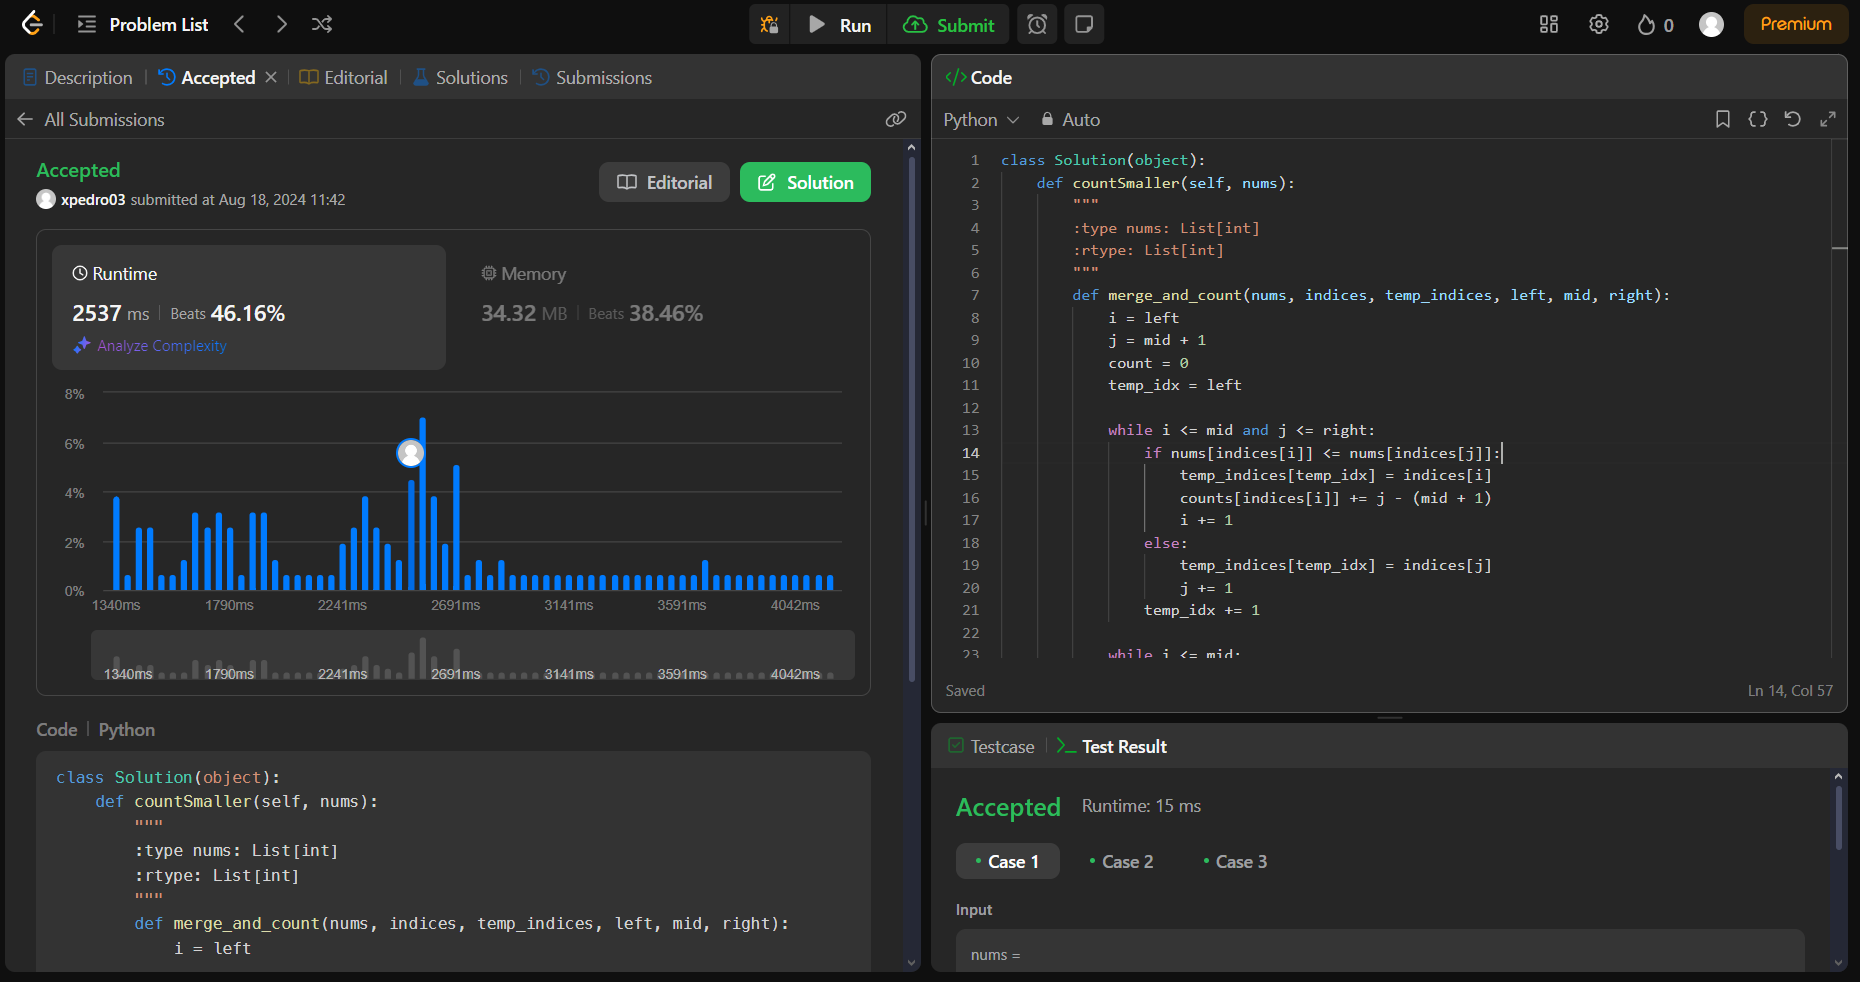 Problem List
Run
Submit
0
Premium
Description
Accepted
Editorial
Solutions
Submissions
All Submissions
Accepted
xpedro03 submitted at Aug 18, 2024 11:42
Editorial
Solution
Runtime
2537 ms
Beats 46.16%
Analyze Complexity
Memory
34.32 MB
Beats 38.46%
8%
6%
4%
2%
0%
1340ms 1790ms 2241ms 2691ms 3141ms 3591ms 4042ms
1340ms 1790ms 2241ms 2691ms 3141ms 3591ms 4042ms
Code
Python
class Solution(object):
    def countSmaller(self, nums):
        """
        :type nums: List[int]
        :rtype: List[int]
        """
        def merge_and_count(nums, indices, temp_indices, left, mid, right):
            i = left
</> Code
Python
Auto
1 class Solution(object):
2     def countSmaller(self, nums):
3         """
4         :type nums: List[int]
5         :rtype: List[int]
6         """
7         def merge_and_count(nums, indices, temp_indices, left, mid, right):
8             i = left
9             j = mid + 1
10             count = 0
11             temp_idx = left
12
13             while i <= mid and j <= right:
14                 if nums[indices[i]] <= nums[indices[j]]:
15                     temp_indices[temp_idx] = indices[i]
16                     counts[indices[i]] += j - (mid + 1)
17                     i += 1
18                 else:
19                     temp_indices[temp_idx] = indices[j]
20                     j += 1
21                 temp_idx += 1
22
23             while i <= mid:
Saved
Ln 14, Col 57
Testcase
>_ Test Result
Accepted
Runtime: 15 ms
• Case 1
• Case 2
• Case 3
Input
nums =